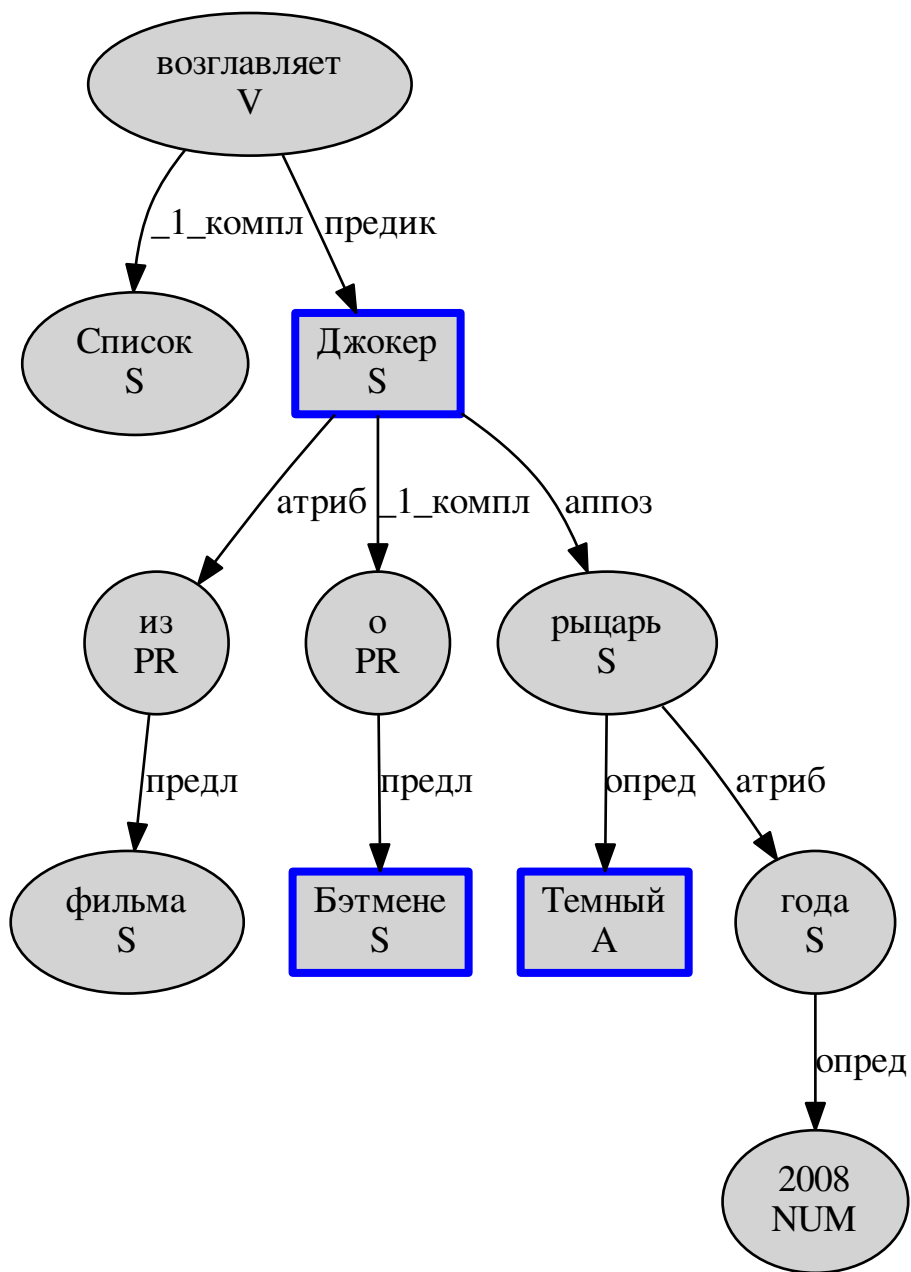 возглавляет
V
_1_компл
предик
Список
S
Джокер
S
атриб
_1_компл
аппоз
из
PR
о
PR
рыцарь
S
предл
предл
опред
атриб
фильма
S
Бэтмене
S
Темный
A
года
S
опред
2008
NUM